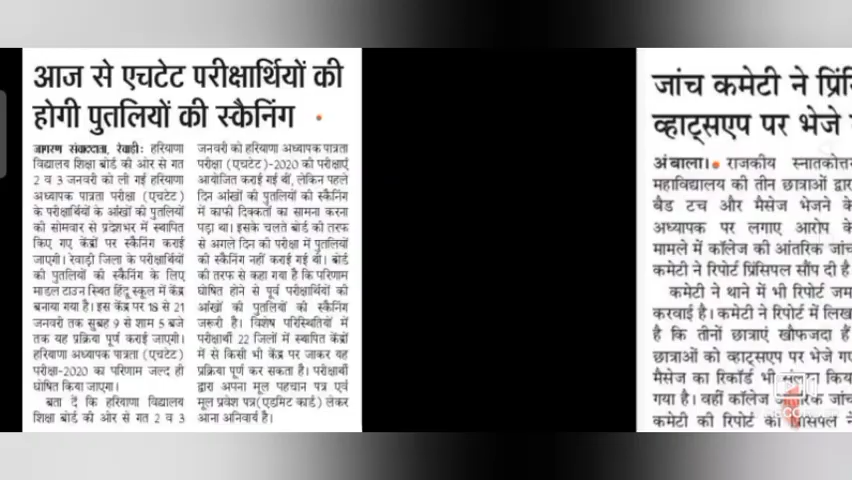 आज से एचटेट परीक्षार्थियों की
होगी पुतलियों की स्कैनिंग
जागरण संवाददाता, रेवाड़ी: हरियाणा
विद्यालय शिक्षा बोर्ड की ओर से गत
2 व 3 जनवरी को ली गई हरियाणा
अध्यापक पात्रता परीक्षा (एचटेट)
के परीक्षार्थियों के आंखों की पुतलियों
की सोमवार से प्रदेशभर में स्थापित
किए गए केंद्रों पर स्कैनिंग कराई
जाएगी। रेवाड़ी जिला के परीक्षार्थियों
की पुतलियों की स्कैनिंग के लिए
माडल टाउन स्थित हिंदू स्कूल में केंद्र
बनाया गया है। इस केंद्र पर 18 से 21
जनवरी तक सुबह 9 से शाम 5 बजे
तक यह प्रक्रिया पूर्ण कराई जाएगी।
हरियाणा अध्यापक पात्रता (एचटेट)
परीक्षा-2020 का परिणाम जल्द ही
घोषित किया जाएगा।
बता दें कि हरियाणा विद्यालय
शिक्षा बोर्ड की ओर से गत 2 व 3
जनवरी को हरियाणा अध्यापक पात्रता
परीक्षा (एचटेट)-2020 की परीक्षाएं
आयोजित कराई गई थीं, लेकिन पहले
दिन आंखों की पुतलियों की स्कैनिंग
में काफी दिक्कतों का सामना करना
पड़ा था। इसके चलते बोर्ड की तरफ
से अगले दिन की परीक्षा में पुतलियों
की स्कैनिंग नहीं कराई गई थी। बोर्ड
की तरफ से कहा गया है कि परिणाम
घोषित होने से पूर्व परीक्षार्थियों की
आंखों की पुतलियों की स्कैनिंग
जरूरी है। विशेष परिस्थितियों में
परीक्षार्थी 22 जिलों में स्थापित केंद्रों
में से किसी भी केंद्र पर जाकर यह
प्रक्रिया पूर्ण कर सकता है। परीक्षार्थी
द्वारा अपना मूल पहचान पत्र एवं
मूल प्रवेश पत्र(एडमिट कार्ड) लेकर
आना अनिवार्य है।
जांच कमेटी ने
व्हाट्सएप पर भेजे
अंबाला। राजकीय स्नातकोत्तर
महाविद्यालय की तीन छात्राओं द्वारा
बैड टच और मैसेज भेजने के
अध्यापक पर लगाए आरोप के
मामले में कॉलेज की आंतरिक जांच
कमेटी ने रिपोर्ट प्रिंसिपल सौंप दी है
कमेटी ने थाने में भी रिपोर्ट जमा
करवाई है। कमेटी ने रिपोर्ट में लिखा
है कि तीनों छात्राएं खौफजदा हैं
छात्राओं को व्हाट्सएप पर भेजे गए
मैसेज का रिकॉर्ड भी संलग्न किया
गया है। वहीं कॉलेज आंतरिक जांच
कमेटी की रिपोर्ट को प्रिंसिपल ने